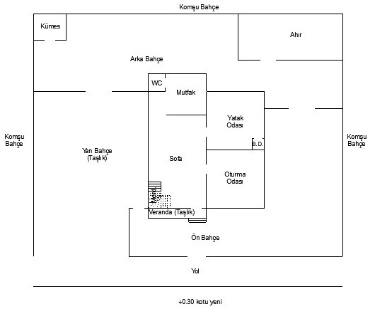 Komşu Bahçe
Kümes
Ahır
Arka Bahçe
WC
Mutfak
Yatak
Odası
Komşu
Bahçe
Komşu
Bahçe
B.D.
Yan Bahçe
(Taşlık)
Sofa
Oturma
Odası
Veranda (Taşlık)
Ön Bahçe
Yol
+0.30 kotu yeni